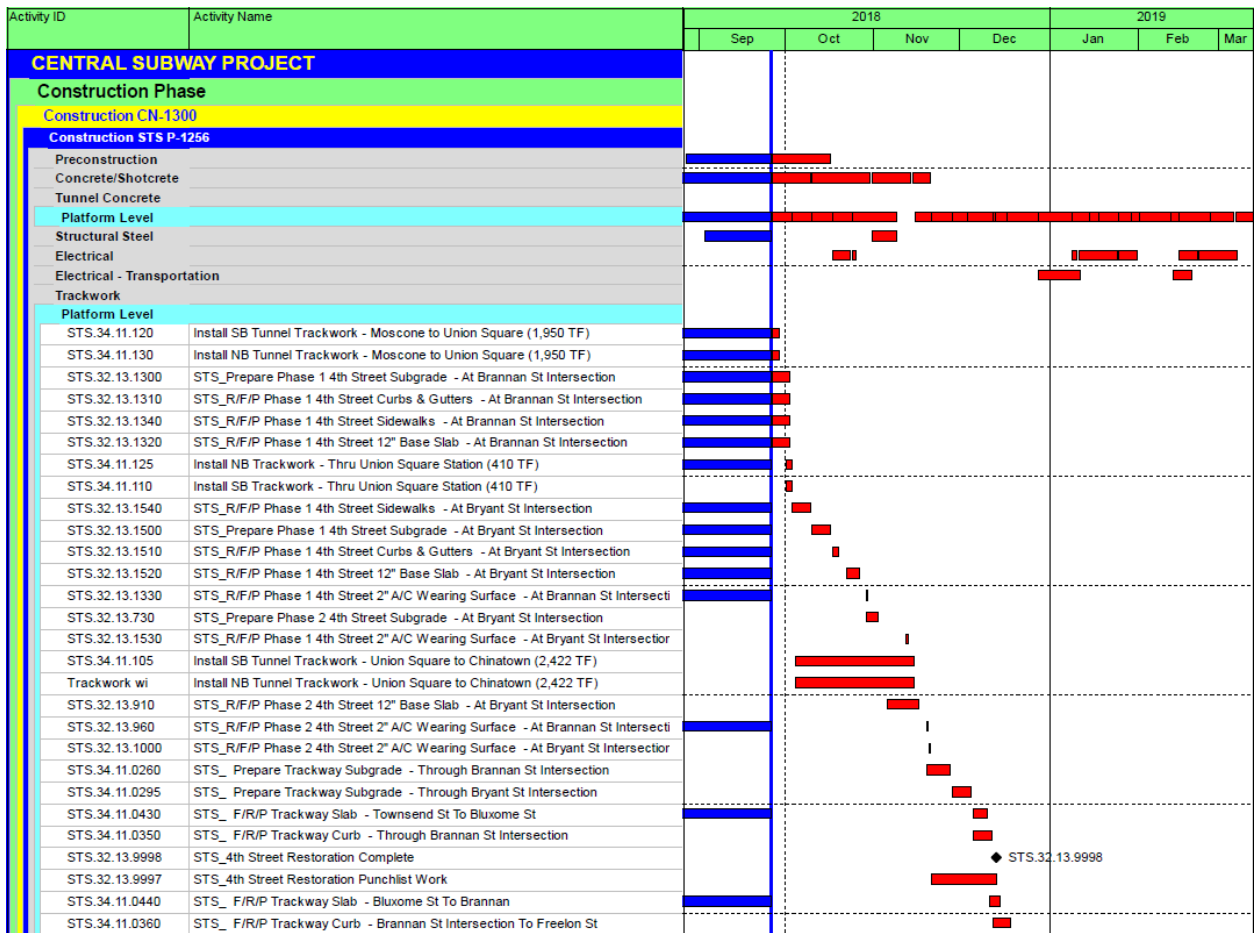 Activity ID Activity Name 2018 2019
Sep Oct Nov Dec Jan Feb Mar
CENTRAL SUBWAY PROJECT
Construction Phase
Construction CN-1300
Construction STS P-1256
Preconstruction
Concrete/Shotcrete
Tunnel Concrete
Platform Level
Structural Steel
Electrical
Electrical - Transportation
Trackwork
Platform Level
STS.34.11.120 Install SB Tunnel Trackwork - Moscone to Union Square (1,950 TF)
STS.34.11.130 Install NB Tunnel Trackwork - Moscone to Union Square (1,950 TF)
STS.32.13.1300 STS_Prepare Phase 1 4th Street Subgrade - At Brannan St Intersection
STS.32.13.1310 STS_R/F/P Phase 1 4th Street Curbs & Gutters - At Brannan St Intersection
STS.32.13.1340 STS_R/F/P Phase 1 4th Street Sidewalks - At Brannan St Intersection
STS.32.13.1320 STS_R/F/P Phase 1 4th Street 12" Base Slab - At Brannan St Intersection
STS.34.11.125 Install NB Trackwork - Thru Union Square Station (410 TF)
STS.34.11.110 Install SB Trackwork - Thru Union Square Station (410 TF)
STS.32.13.1540 STS_R/F/P Phase 1 4th Street Sidewalks - At Bryant St Intersection
STS.32.13.1500 STS_Prepare Phase 1 4th Street Subgrade - At Bryant St Intersection
STS.32.13.1510 STS_R/F/P Phase 1 4th Street Curbs & Gutters - At Bryant St Intersection
STS.32.13.1520 STS_R/F/P Phase 1 4th Street 12" Base Slab - At Bryant St Intersection
STS.32.13.1330 STS_R/F/P Phase 1 4th Street 2" A/C Wearing Surface - At Brannan St Intersecti
STS.32.13.730 STS_Prepare Phase 2 4th Street Subgrade - At Bryant St Intersection
STS.32.13.1530 STS_R/F/P Phase 1 4th Street 2" A/C Wearing Surface - At Bryant St Intersectior
STS.34.11.105 Install SB Tunnel Trackwork - Union Square to Chinatown (2,422 TF)
Trackwork wi Install NB Tunnel Trackwork - Union Square to Chinatown (2,422 TF)
STS.32.13.910 STS_R/F/P Phase 2 4th Street 12" Base Slab - At Bryant St Intersection
STS.32.13.960 STS_R/F/P Phase 2 4th Street 2" A/C Wearing Surface - At Brannan St Intersecti
STS.32.13.1000 STS_R/F/P Phase 2 4th Street 2" A/C Wearing Surface - At Bryant St Intersectior
STS.34.11.0260 STS_ Prepare Trackway Subgrade - Through Brannan St Intersection
STS.34.11.0295 STS_ Prepare Trackway Subgrade - Through Bryant St Intersection
STS.34.11.0430 STS_ F/R/P Trackway Slab - Townsend St To Bluxome St
STS.34.11.0350 STS_ F/R/P Trackway Curb - Through Brannan St Intersection
STS.32.13.9998 STS_4th Street Restoration Complete STS.32.13.9998
STS.32.13.9997 STS_4th Street Restoration Punchlist Work
STS.34.11.0440 STS_ F/R/P Trackway Slab - Bluxome St To Brannan
STS.34.11.0360 STS_ F/R/P Trackway Curb - Brannan St Intersection To Freelon St